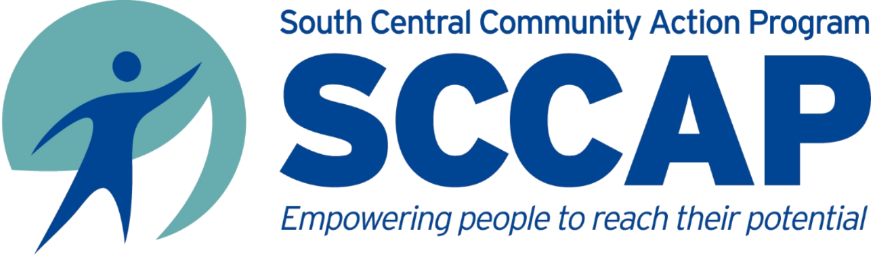 South Central Community Action Program
SCCAP
Empowering people to reach their potential